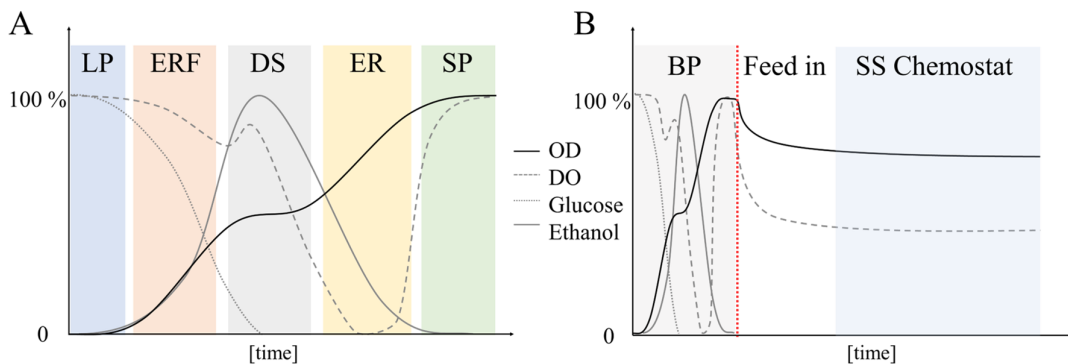 A
LP ERF DS ER SP
100 %
0
[time]
OD
DO
Glucose
Ethanol
B
BP Feed in SS Chemostat
100 %
0
[time]